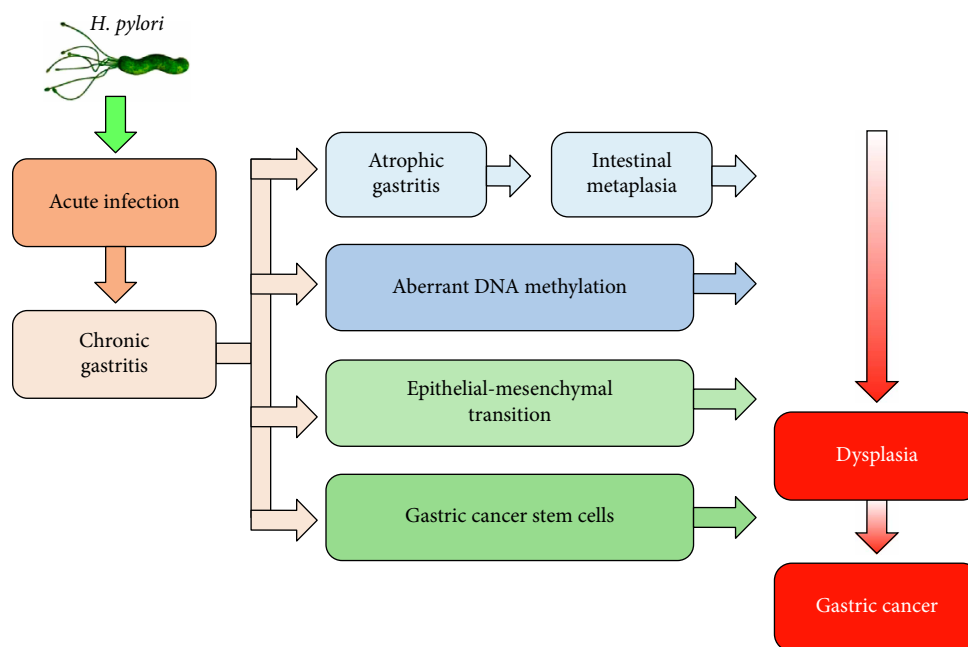 H. pylori
Acute infection
Chronic
gastritis
Atrophic
gastritis
Intestinal
metaplasia
Aberrant DNA methylation
Epithelial-mesenchymal
transition
Gastric cancer stem cells
Dysplasia
Gastric cancer